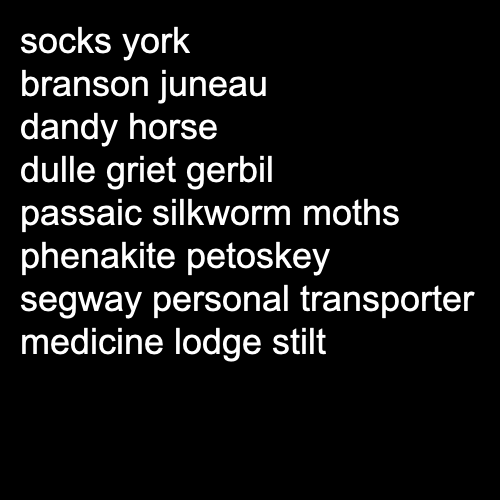 socks york
branson juneau
dandy horse
dulle griet gerbil
passaic silkworm moths
phenakite petoskey
segway personal transporter
medicine lodge stilt